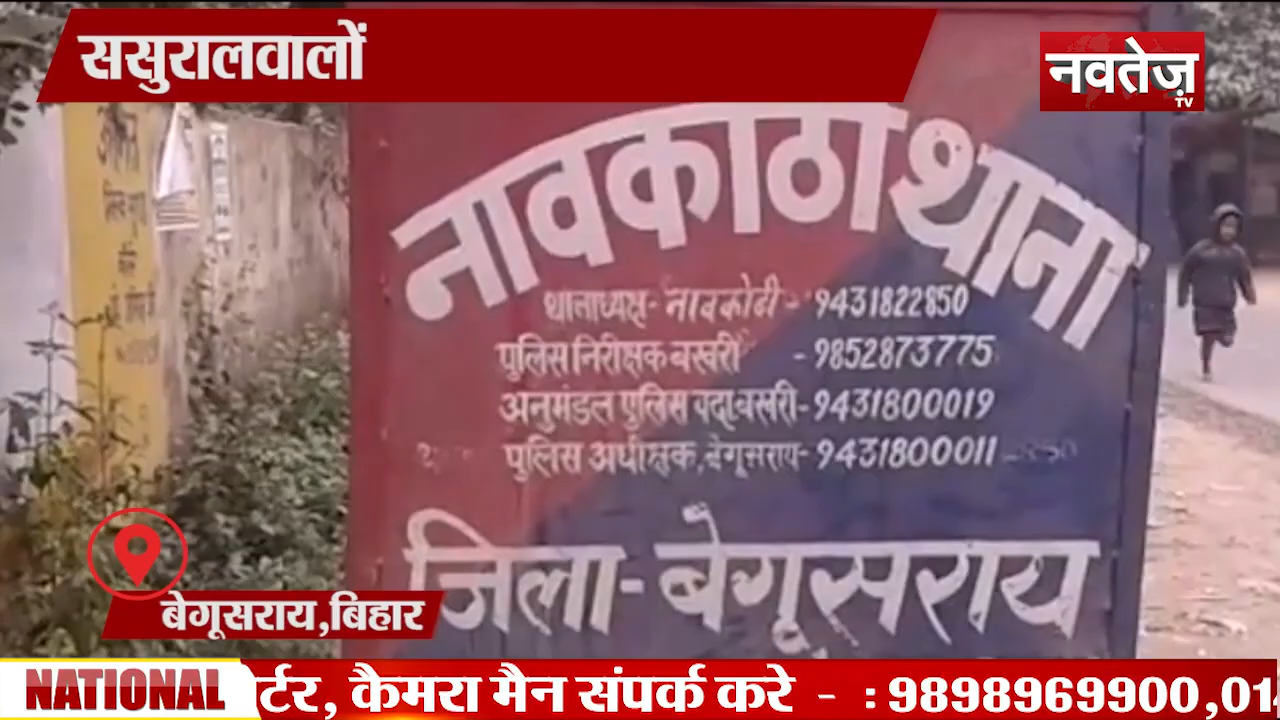 ससुरालवालों
नवतेज़
TV
नावकोठी थाना
थानाध्यक्ष- नावकोठी - 9431822850
पुलिस निरीक्षक बखरी - 9852873775
अनुमंडल पुलिस पदा.बखरी- 9431800019
पुलिस अधीक्षक, बेगूसराय- 9431800011
जिला - बेगूसराय
बेगूसराय,बिहार
NATIONAL र्टर, कैमरा मैन संपर्क करे - : 9898969900,01